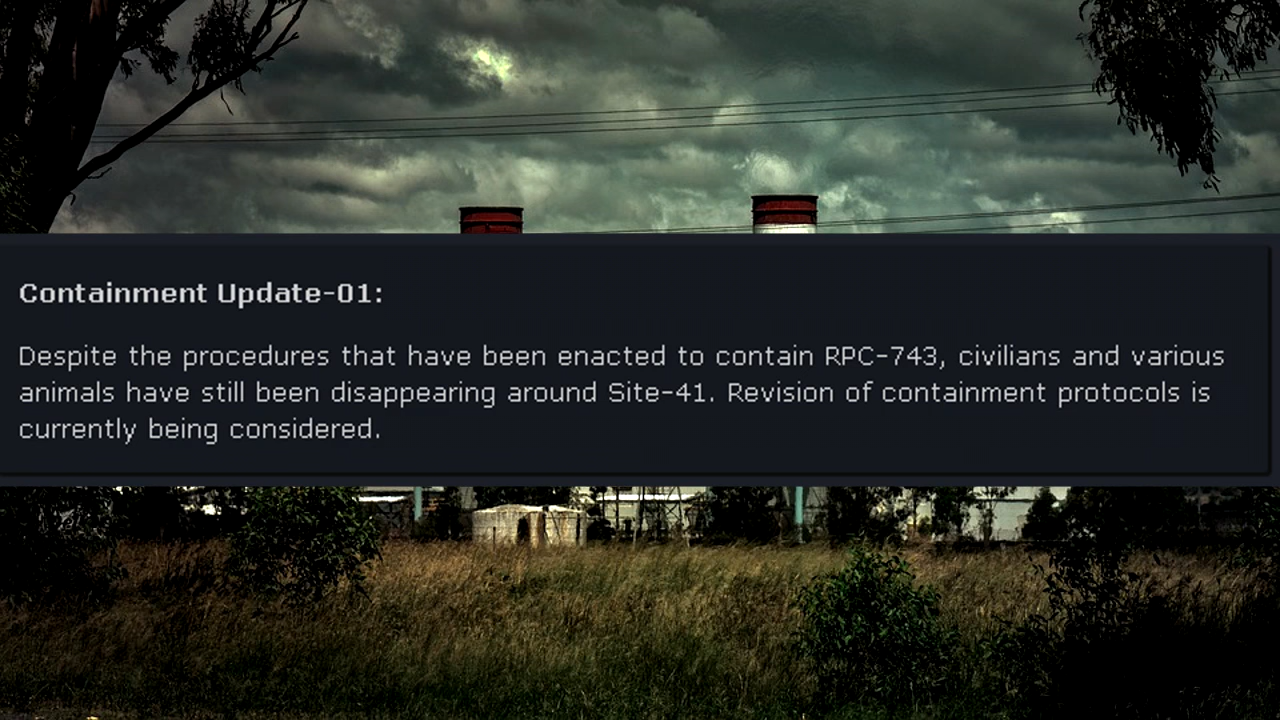 Containment Update-01:
Despite the procedures that have been enacted to contain RPC-743, civilians and various
animals have still been disappearing around Site-41. Revision of containment protocols is
currently being considered.